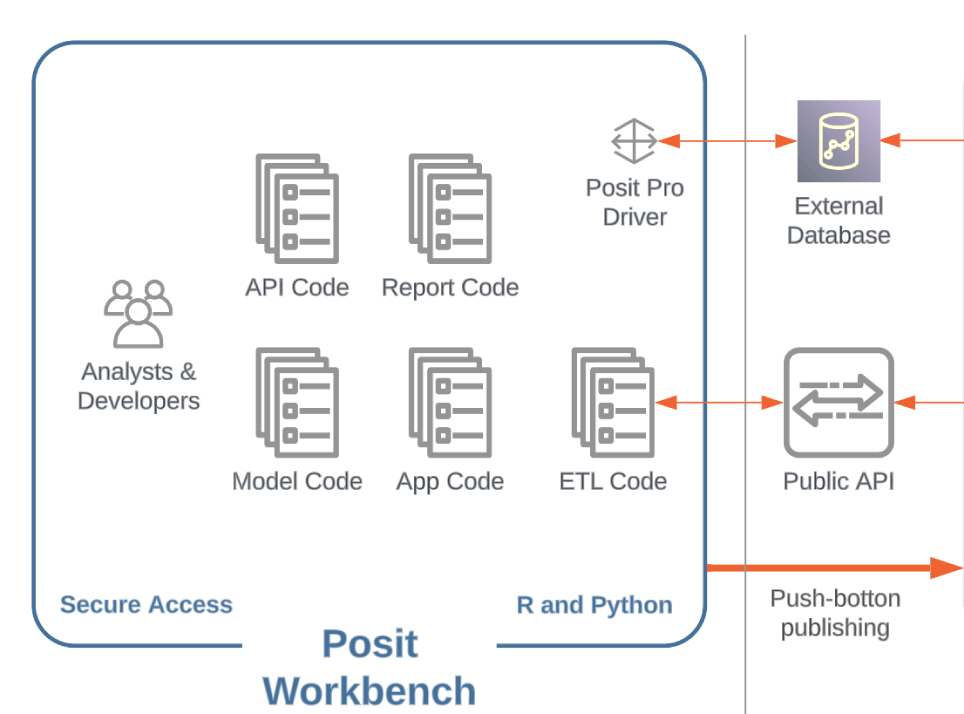 Posit Pro
Driver
External
Database
API Code
Report Code
Analysts &
Developers
Model Code
App Code
ETL Code
Public API
Secure Access
R and Python
Push-botton
publishing
Posit
Workbench